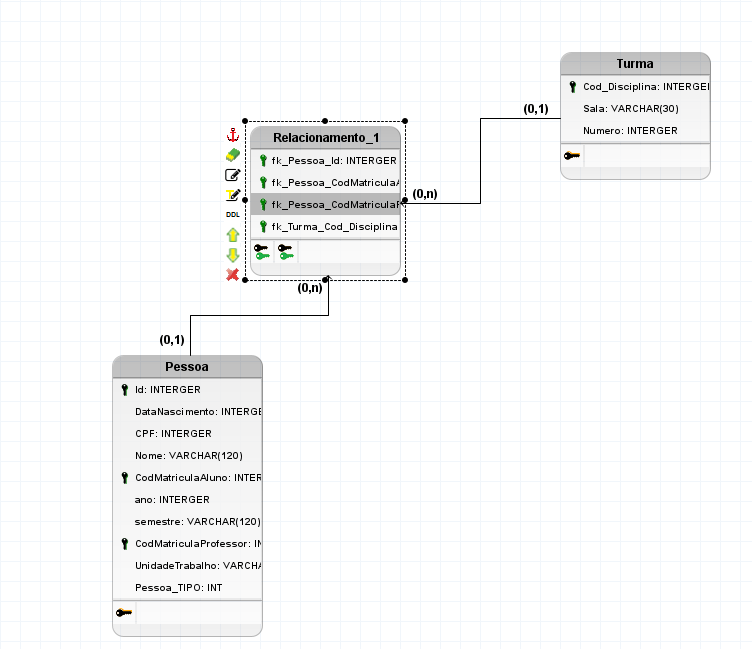 Turma
Cod_Disciplina: INTERGEI
Sala: VARCHAR(30)
Numero: INTERGER
(0,1)
Relacionamento_1
fk_Pessoa_Id: INTERGER
fk_Pessoa_CodMatricula
fk_Pessoa_CodMatricula
fk_Turma_Cod_Disciplina
DDL
(0,n)
(0,n)
(0,1)
Pessoa
Id: INTERGER
DataNascimento: INTERGE
CPF: INTERGER
Nome: VARCHAR(120)
CodMatriculaAluno: INTER
ano: INTERGER
semestre: VARCHAR(120)
CodMatriculaProfessor: IN
UnidadeTrabalho: VARCHA
Pessoa_TIPO: INT